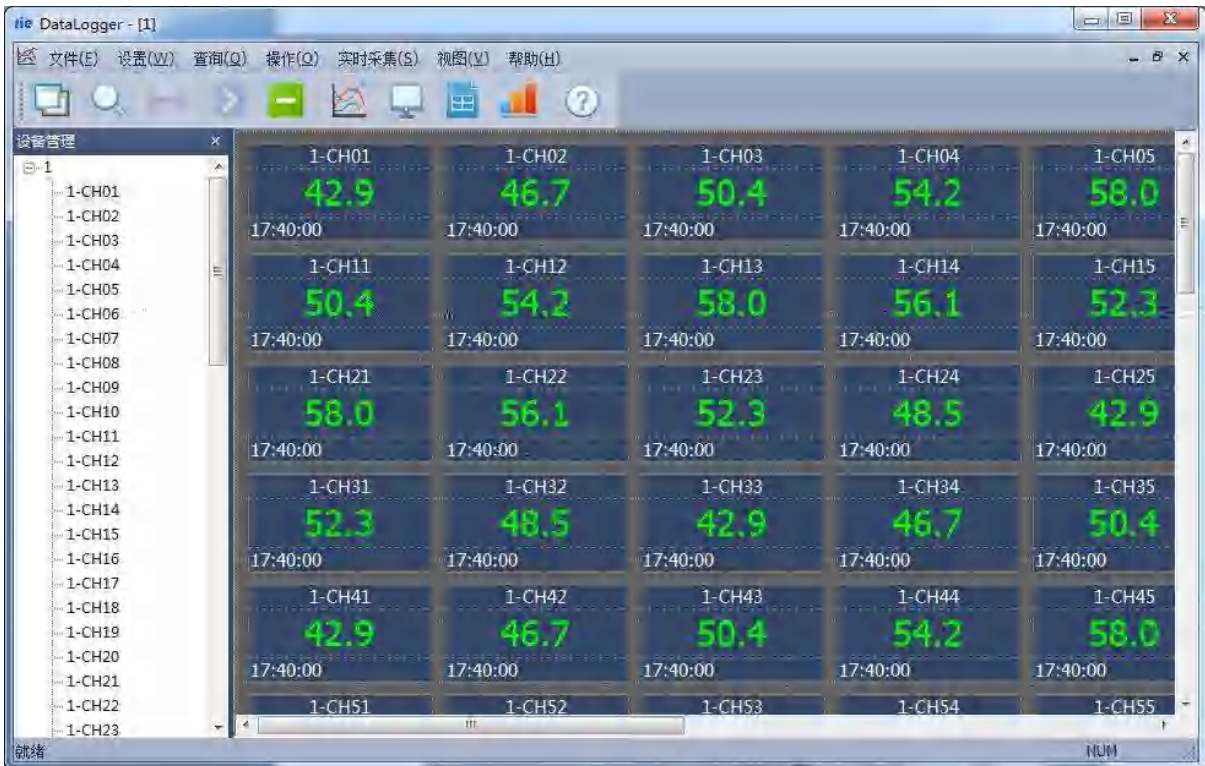 tie DataLogger - [1]
文件(F) 设置(W) 查询(Q) 操作(O) 实时采集(S) 视图(V) 帮助(H)
设备管理
1
1-CH01
1-CH02
1-CH03
1-CH04
1-CH05
1-CH06
1-CH07
1-CH08
1-CH09
1-CH10
1-CH11
1-CH12
1-CH13
1-CH14
1-CH15
1-CH16
1-CH17
1-CH18
1-CH19
1-CH20
1-CH21
1-CH22
1-CH23
1-CH01 1-CH02 1-CH03 1-CH04 1-CH05
42.9 46.7 50.4 54.2 58.0
17:40:00 17:40:00 17:40:00 17:40:00 17:40:00
1-CH11 1-CH12 1-CH13 1-CH14 1-CH15
50.4 54.2 58.0 56.1 52.3
17:40:00 17:40:00 17:40:00 17:40:00 17:40:00
1-CH21 1-CH22 1-CH23 1-CH24 1-CH25
58.0 56.1 52.3 48.5 42.9
17:40:00 17:40:00 17:40:00 17:40:00 17:40:00
1-CH31 1-CH32 1-CH33 1-CH34 1-CH35
52.3 48.5 42.9 46.7 50.4
17:40:00 17:40:00 17:40:00 17:40:00 17:40:00
1-CH41 1-CH42 1-CH43 1-CH44 1-CH45
42.9 46.7 50.4 54.2 58.0
17:40:00 17:40:00 17:40:00 17:40:00 17:40:00
1-CH51 1-CH52 1-CH53 1-CH54 1-CH55
就绪 NUM